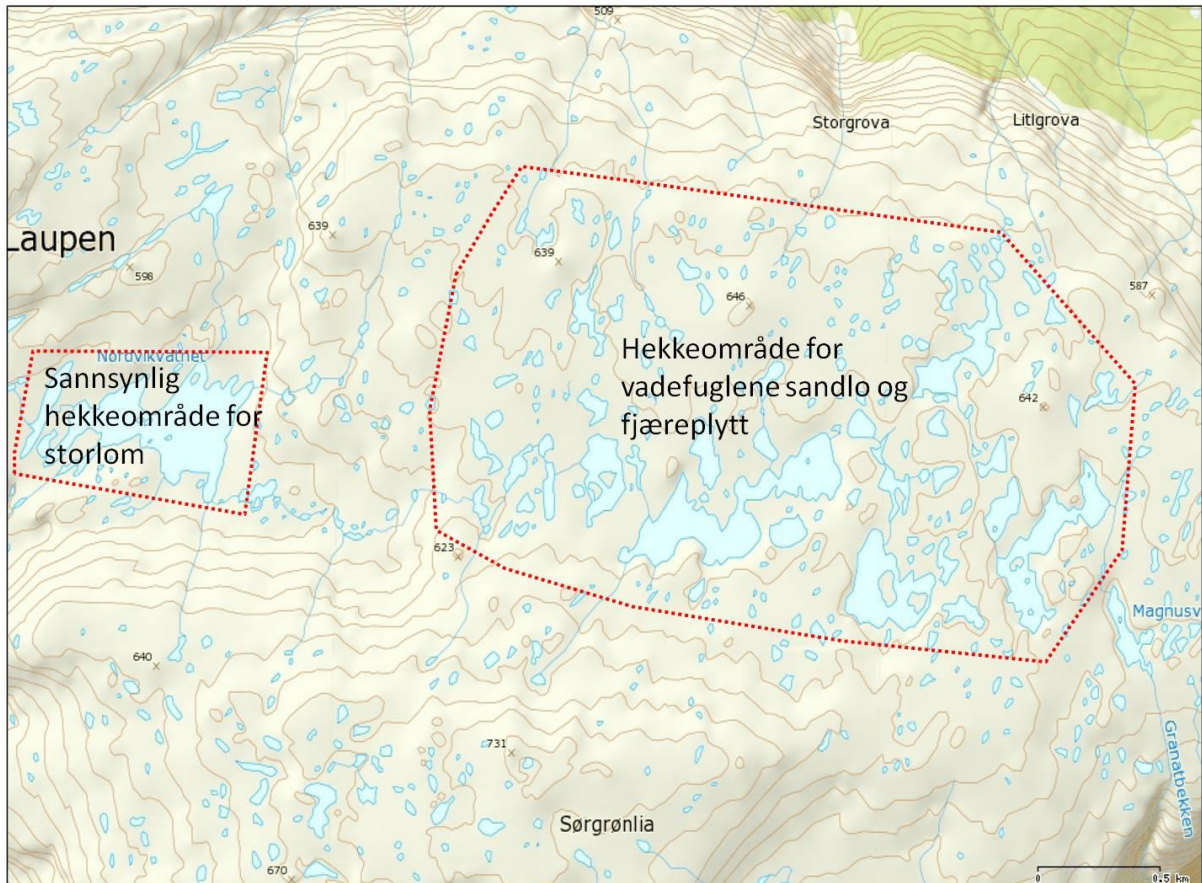 509
Storgrova
Litlgrova
Laupen
639
639
598
587
646
Nordvikvatnet
Sannsynlig
hekkeområde for
storlom
Hekkeområde for
vadefuglene sandlo og
fjæreplytt
642
623
Magnusv
640
731
Granatbekken
Sørgrønlia
670
0
0.5 km